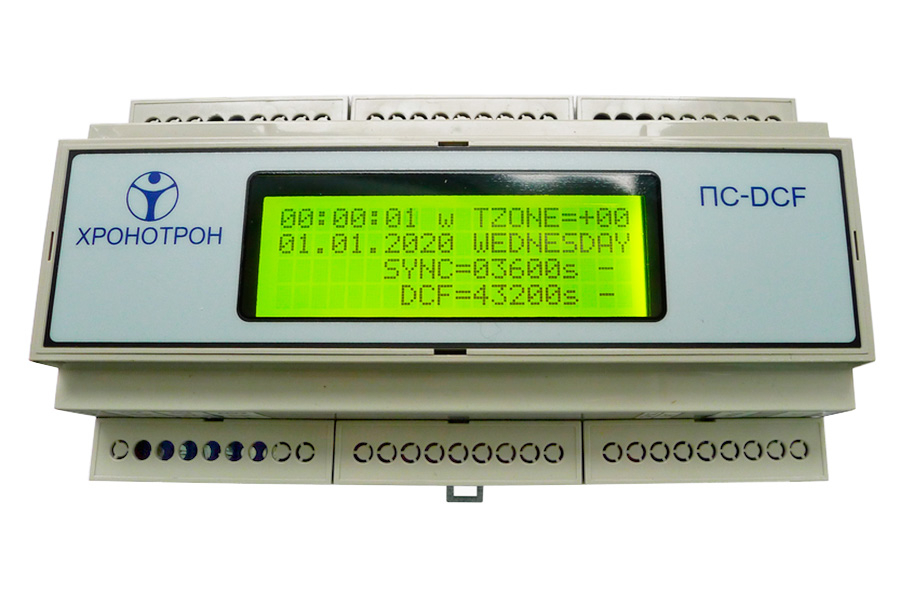 ХРОНОТРОН
00:00:01 w TZONE=+00
01.01.2020 WEDNESDAY
SYNC=03600s -
DCF=43200s -
ПС-DCF